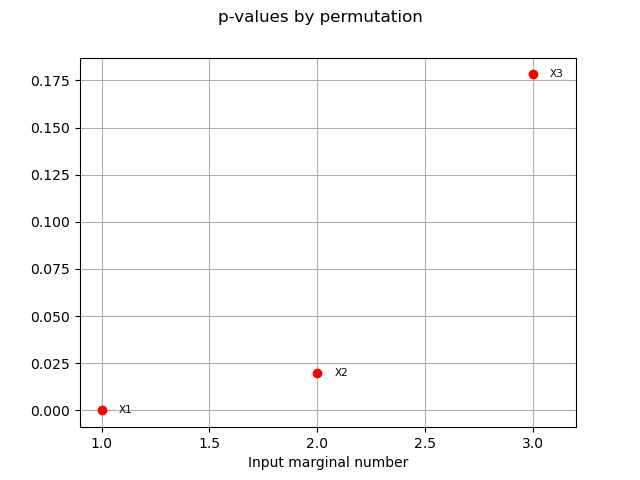 p-values by permutation
0.175
X3
0.150
0.125
0.100
0.075
0.050
0.025
X2
0.000
X1
1.0 1.5 2.0 2.5 3.0
Input marginal number